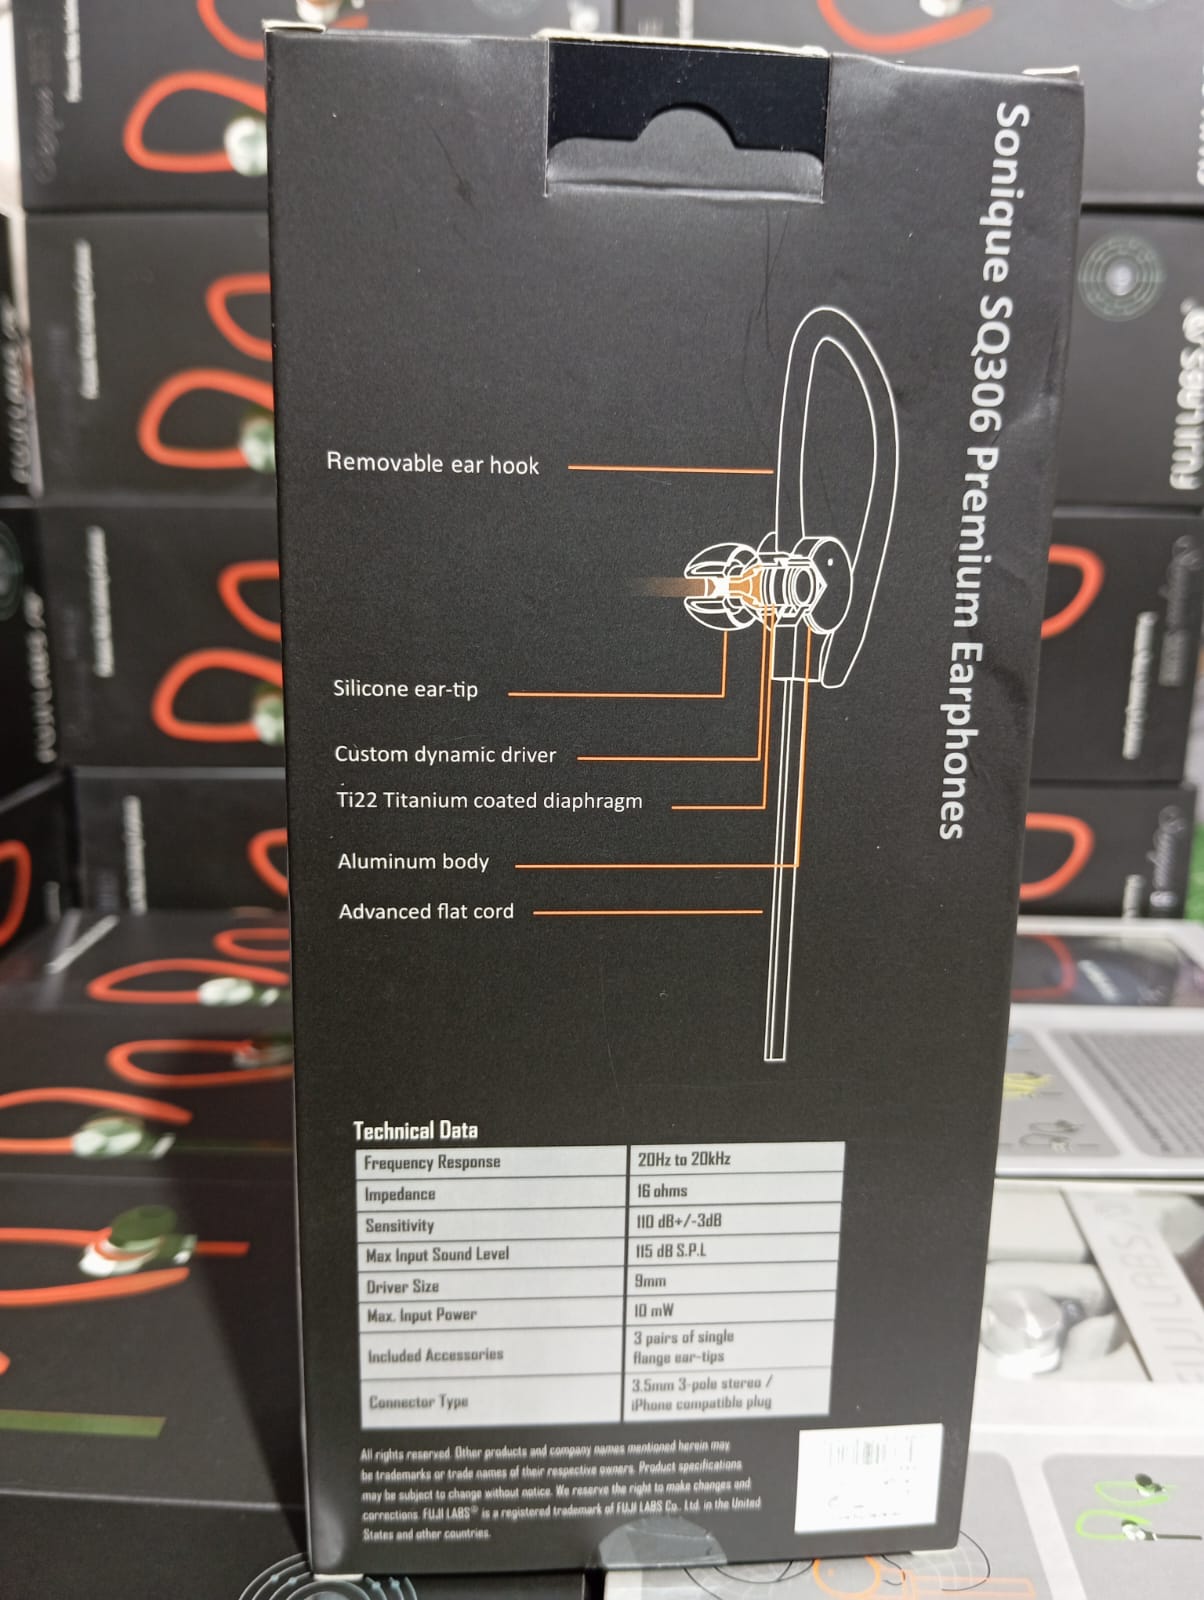 Sonique SQ306 Premium Earphones
Removable ear hook
Silicone ear-tip
Custom dynamic driver
Ti22 Titanium coated diaphragm
Aluminum body
Advanced flat cord
Technical Data
Frequency Response 20Hz to 20kHz
Impedance 16 ohms
Sensitivity 110 dB+/-3dB
Max Input Sound Level 115 dB S.P.L
Driver Size 9mm
Max. Input Power 10 mW
Included Accessories 3 pairs of single
flange ear-tips
Connector Type 3.5mm 3-pole stereo /
iPhone compatible plug
All rights reserved. Other products and company names mentioned herein may
be trademarks or trade names of their respective owners. Product specifications
may be subject to change without notice. We reserve the right to make changes and
corrections. FUJI LABS® is a registered trademark of FUJI LABS Co., Ltd. in the United
States and other countries.
FUJILABS